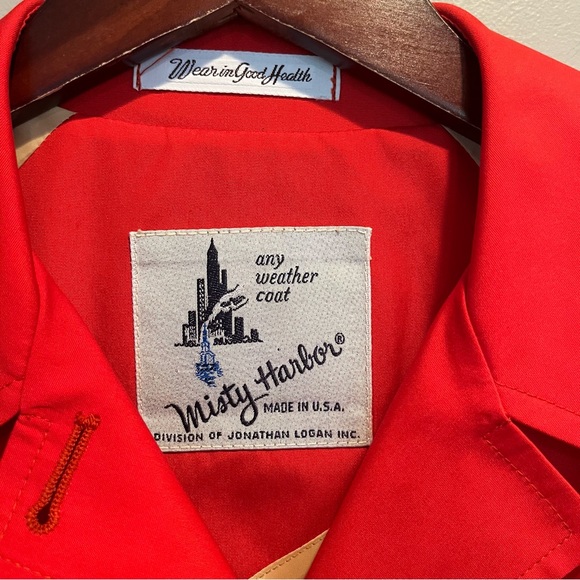 Wear in Good Health
any
weather
coat
Misty Harbor®
MADE IN U.S.A.
DIVISION OF JONATHAN LOGAN INC.